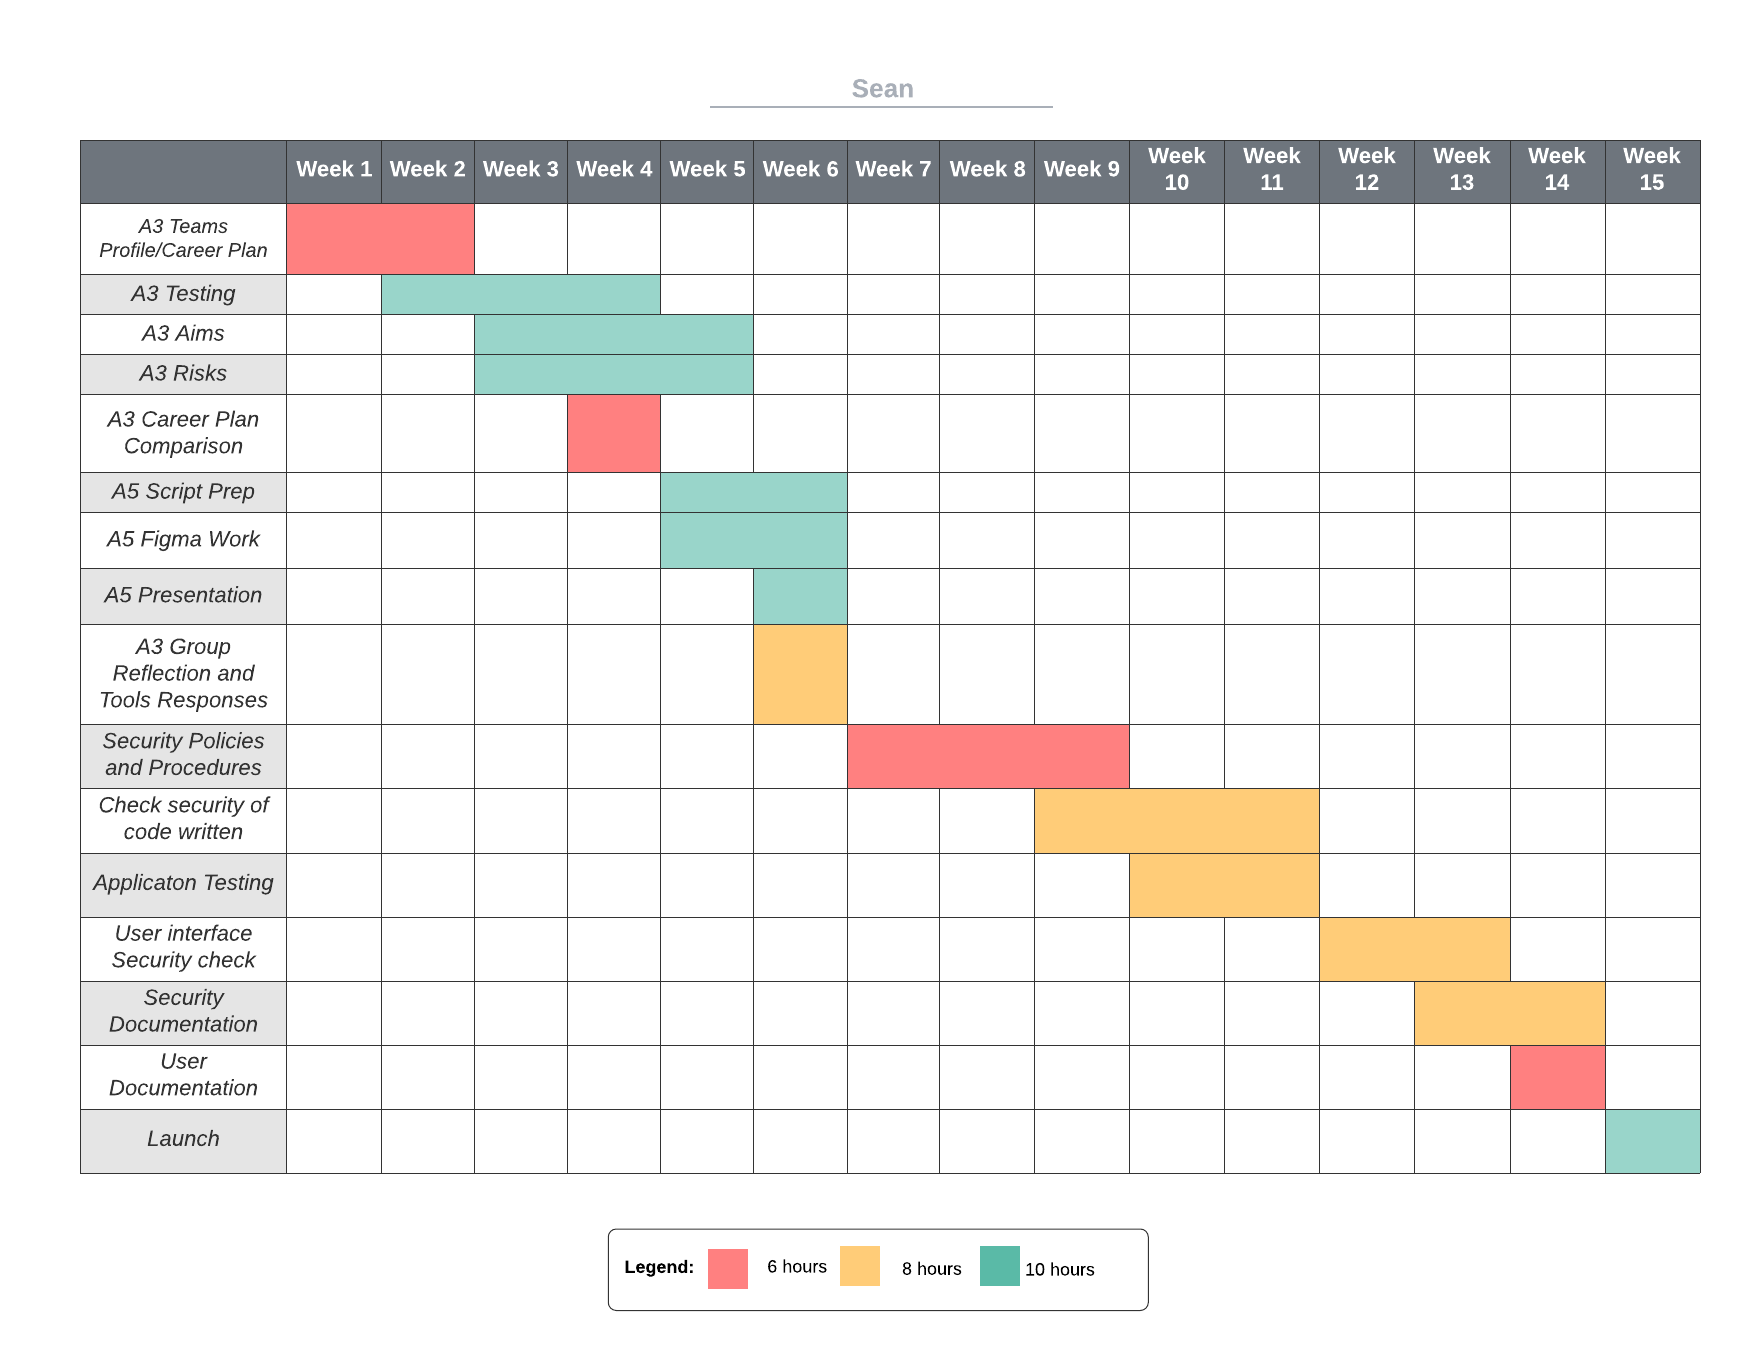 Sean
Week 1 Week 2 Week 3 Week 4 Week 5 Week 6 Week 7 Week 8 Week 9 Week 10 Week 11 Week 12 Week 13 Week 14 Week 15
A3 Teams
Profile/Career Plan
A3 Testing
A3 Aims
A3 Risks
A3 Career Plan
Comparison
A5 Script Prep
A5 Figma Work
A5 Presentation
A3 Group
Reflection and
Tools Responses
Security Policies
and Procedures
Check security of
code written
Applicaton Testing
User interface
Security check
Security
Documentation
User
Documentation
Launch
Legend: 6 hours 8 hours 10 hours